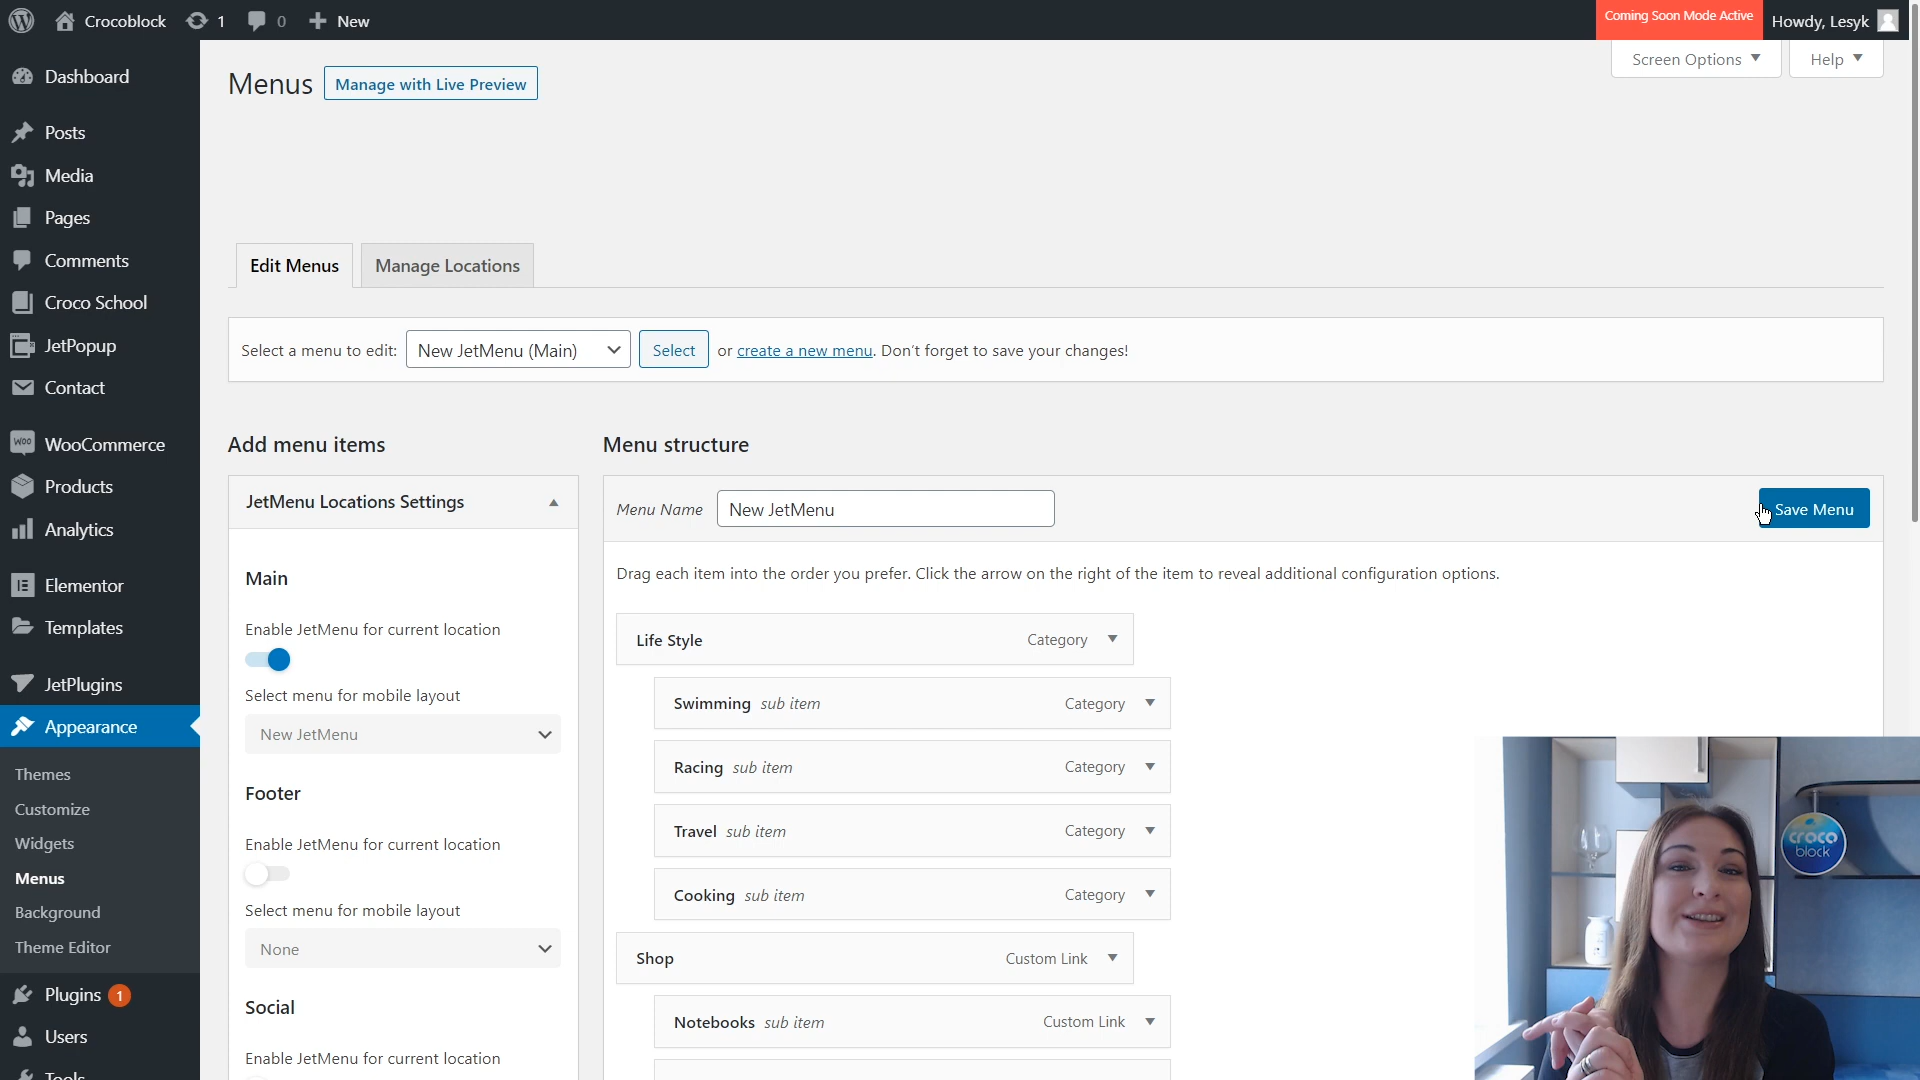 Crocoblock 1 0 New
Coming Soon Mode Active
Howdy, Lesyk
Screen Options
Help
Dashboard
Posts
Media
Pages
Comments
Croco School
JetPopup
Contact
WooCommerce
Products
Analytics
Elementor
Templates
JetPlugins
Appearance
Themes
Customize
Widgets
Menus
Background
Theme Editor
Plugins 1
Users
Tools
Menus
Manage with Live Preview
Edit Menus
Manage Locations
Select a menu to edit: New JetMenu (Main) Select or create a new menu. Don't forget to save your changes!
Add menu items
JetMenu Locations Settings
Main
Enable JetMenu for current location
Select menu for mobile layout
New JetMenu
Footer
Enable JetMenu for current location
Select menu for mobile layout
None
Social
Enable JetMenu for current location
Menu structure
Menu Name New JetMenu
Save Menu
Drag each item into the order you prefer. Click the arrow on the right of the item to reveal additional configuration options.
Life Style Category
Swimming sub item Category
Racing sub item Category
Travel sub item Category
Cooking sub item Category
Shop Custom Link
Notebooks sub item Custom Link
croco
block